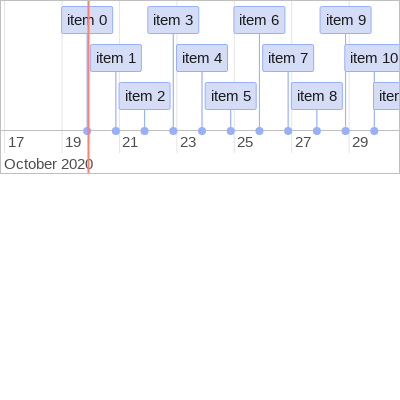 item 0 item 3 item 6 item 9
item 1 item 4 item 7 item 10
item 2 item 5 item 8
17 19 21 23 25 27 29
October 2020